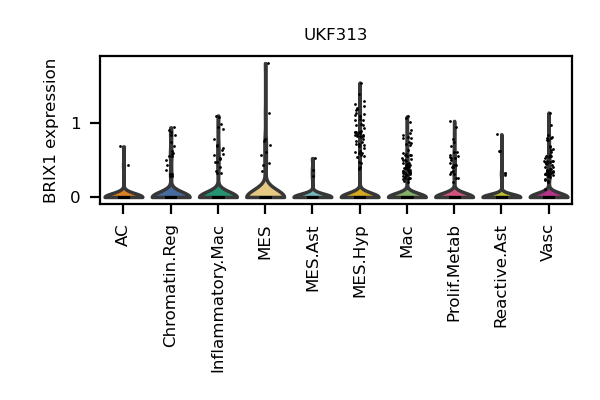 UKF313
BRIX1 expression
1
0
AC
Chromatin.Reg
Inflammatory.Mac
MES
MES.Ast
MES.Hyp
Mac
Prolif.Metab
Reactive.Ast
Vasc